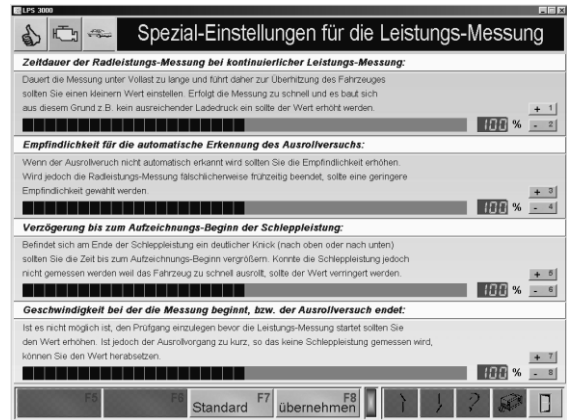 LPS 3000
Spezial-Einstellungen für die Leistungs-Messung
Zeitdauer der Radleistungs-Messung bei kontinuierlicher Leistungs-Messung:
Dauert die Messung unter Vollast zu lange und führt daher zur Überhitzung des Fahrzeuges
sollten Sie einen kleinern Wert einstellen. Erfolgt die Messung zu schnell und es baut sich
aus diesem Grund z.B. kein ausreichender Ladedruck ein sollte der Wert erhöht werden.
+ 1
100 % - 2
Empfindlichkeit für die automatische Erkennung des Ausrollversuchs:
Wenn der Ausrollveruch nicht automatisch erkannt wird sollten Sie die Empfindlichkeit erhöhen.
Wird jedoch die Radleistungs-Messung fälschlicherweise frühzeitig beendet, sollte eine geringere
Empfindlichkeit gewählt werden.
+ 3
100 % - 4
Verzögerung bis zum Aufzeichnungs-Beginn der Schleppleistung:
Befindet sich am Ende der Schleppleistung ein deutlicher Knick (nach oben oder nach unten)
sollten Sie die Zeit bis zum Aufzeichnungs-Beginn vergrößern. Konnte die Schleppleistung jedoch
nicht gemessen werden weil das Fahrzeug zu schnell ausrollt, sollte der Wert verringert werden.
+ 5
100 % - 6
Geschwindigkeit bei der die Messung beginnt, bzw. der Ausrollversuch endet:
Ist es nicht möglich ist, den Prüfgang einzulegen bevor die Leistungs-Messung startet sollten Sie
den Wert erhöhen. Ist jedoch der Ausrollvorgang zu kurz, so das keine Schleppleistung gemessen wird,
können Sie den Wert herabsetzen.
+ 7
100 % - 8
F5 F6 Standard F7 übernehmen F8